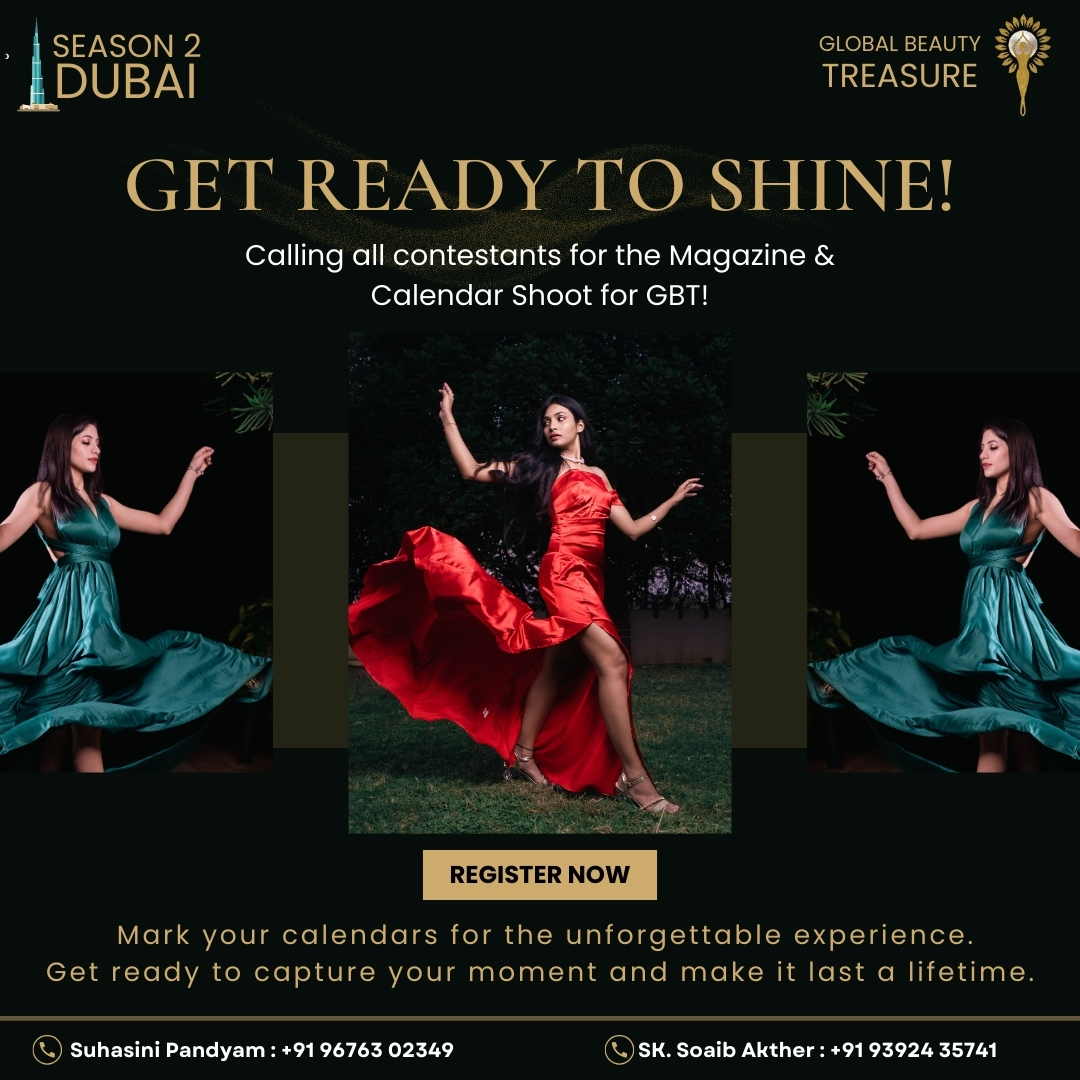 SEASON 2
DUBAI
GLOBAL BEAUTY
TREASURE
GET READY TO SHINE!
Calling all contestants for the Magazine &
Calendar Shoot for GBT!
REGISTER NOW
Mark your calendars for the unforgettable experience.
Get ready to capture your moment and make it last a lifetime.
Suhasini Pandyam : +91 96763 02349
SK. Soaib Akther : +91 93924 35741